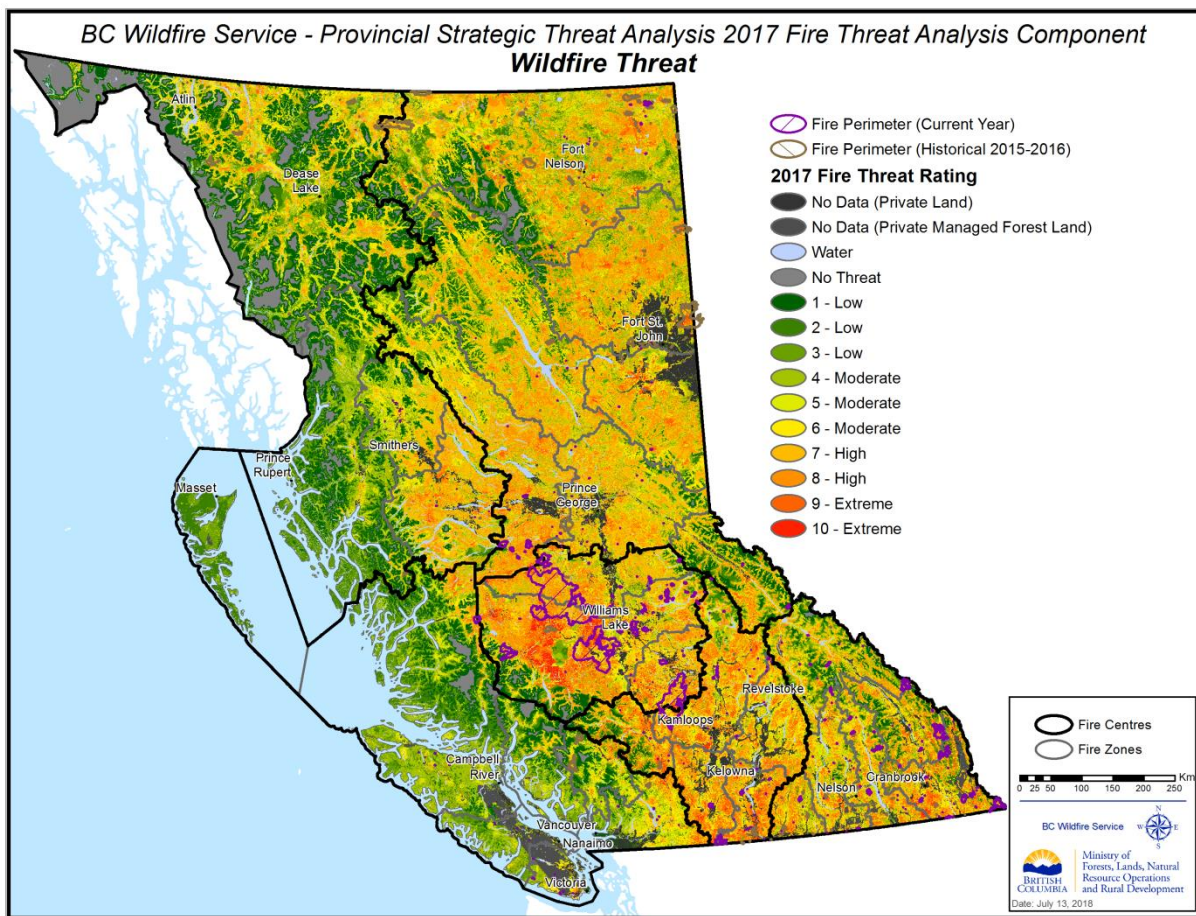 BC Wildfire Service - Provincial Strategic Threat Analysis 2017 Fire Threat Analysis Component
Wildfire Threat
Fire Perimeter (Current Year)
Fire Perimeter (Historical 2015-2016)
2017 Fire Threat Rating
No Data (Private Land)
No Data (Private Managed Forest Land)
Water
No Threat
1 - Low
2 - Low
3 - Low
4 - Moderate
5 - Moderate
6 - Moderate
7 - High
8 - High
9 - Extreme
10 - Extreme
Atlin
Dease
Lake
Fort
Nelson
Fort St.
John
Smithers
Prince
Rupert
Masset
Prince
George
Williams
Lake
Revelstoke
Kamloops
Kelowna
Nelson
Cranbrook
Campbell
River
Vancouver
Nanaimo
Victoria
Fire Centres
Fire Zones
Km
0 25 50 100 150 200 250
BC Wildfire Service
N
W E
S
BRITISH
COLUMBIA
Ministry of
Forests, Lands, Natural
Resource Operations
and Rural Development
Date: July 13, 2018